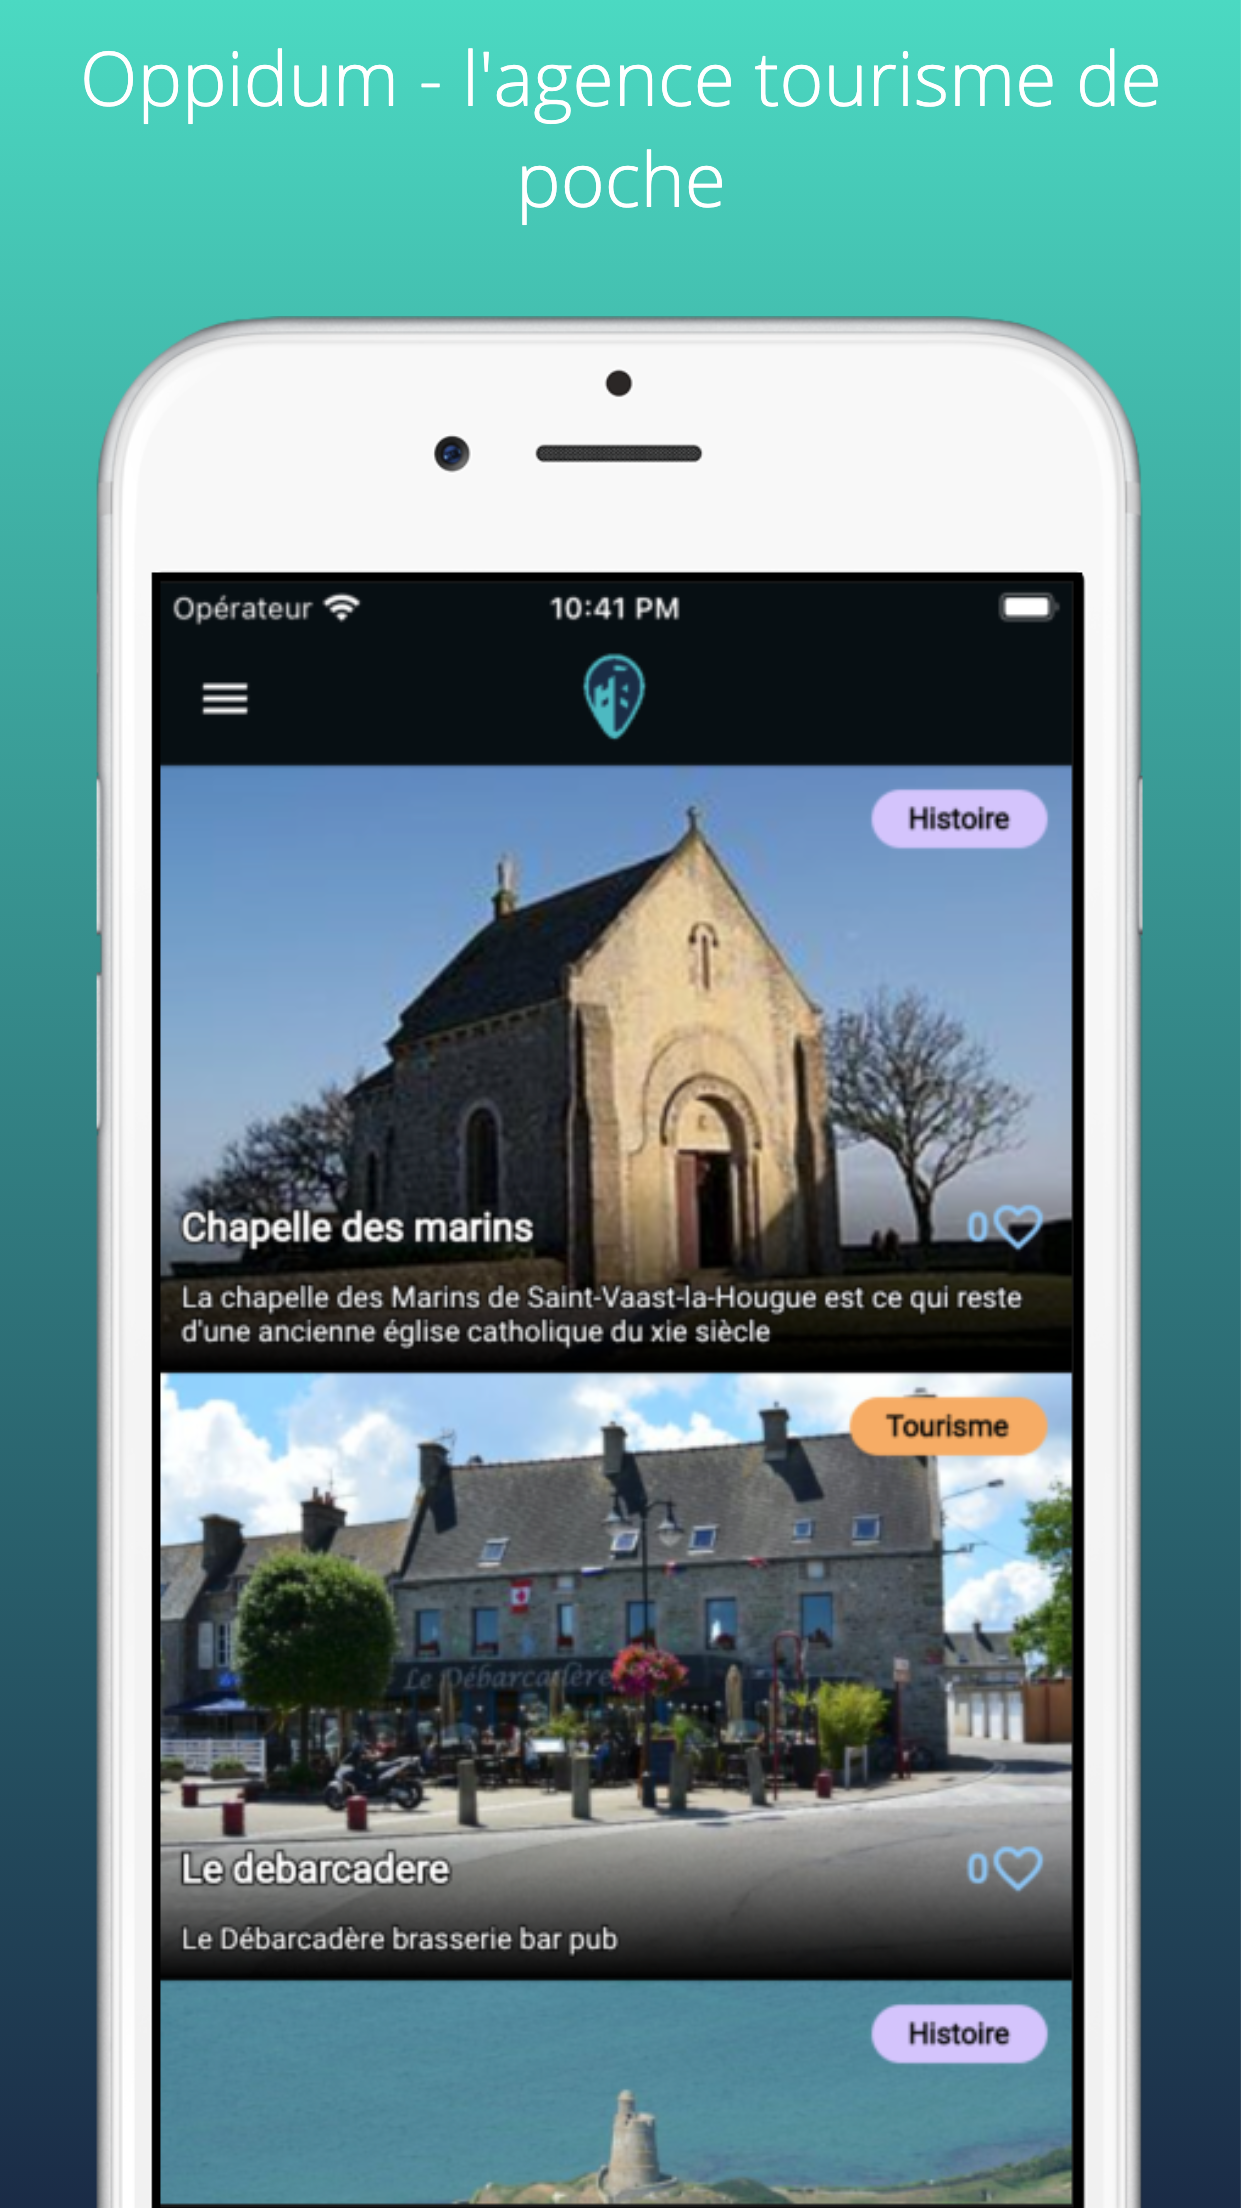 Oppidum - l'agence tourisme de
poche
Opérateur
10:41 PM
Histoire
Chapelle des marins
0
La chapelle des Marins de Saint-Vaast-la-Hougue est ce qui reste
d'une ancienne église catholique du xie siècle
Tourisme
Le Débarcadère
Le debarcadere
0
Le Débarcadère brasserie bar pub
Histoire